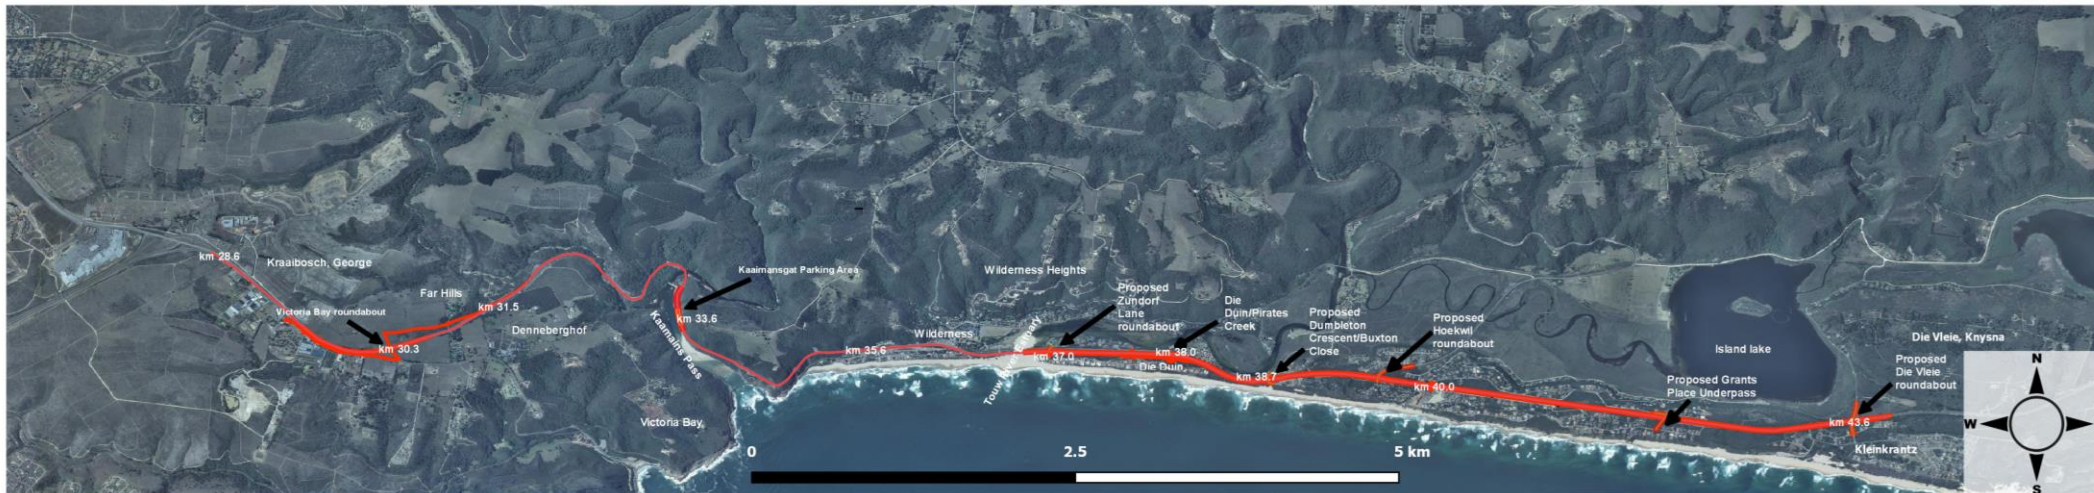 km 28.6
Kraaibosch, George
Victoria Bay roundabout
km 30.3
Far Hills
km 31.5
Denneberghof
Kaaimansgat Parking Area
km 33.6
Kaamains Pass
Victoria Bay
km 35.6
Wilderness
Wilderness Heights
km 37.0
Proposed
Zundorf
Lane
roundabout
km 38.0
Die Duin
Die
Duin/Pirates
Creek
km 38.7
Proposed
Dumbleton
Crescent/Buxton
Close
Proposed
Hoekwil
roundabout
km 40.0
Proposed Grants
Place Underpass
Island lake
Die Vleie, Knysna
Proposed
Die Vleie
roundabout
km 43.6
Kleinkrantz
0
2.5
5 km
N
W
S